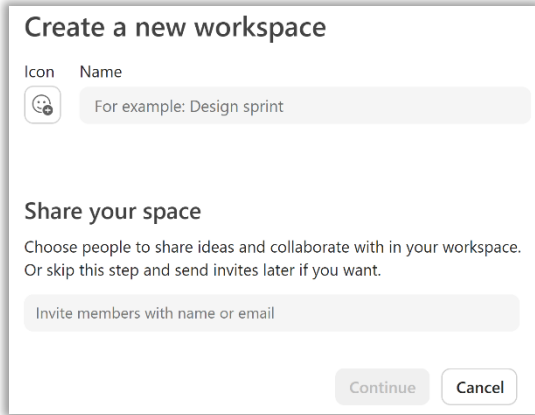 Create a new workspace
Icon Name
For example: Design sprint
Share your space
Choose people to share ideas and collaborate with in your workspace.
Or skip this step and send invites later if you want.
Invite members with name or email
Continue Cancel